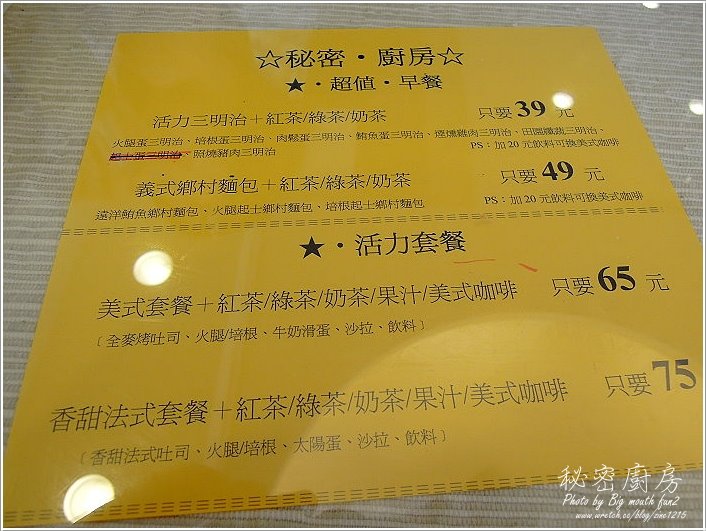 ☆秘密・廚房☆
★・超值・早餐
活力三明治＋紅茶/綠茶/奶茶 只要 39 元
火腿蛋三明治、培根蛋三明治、肉鬆蛋三明治、鮪魚蛋三明治、燻雞肉三明治、田園蔬三明治、
蛋三明治、照燒豬肉三明治 PS：加 20 元飲料可換美式咖啡
義式鄉村麵包＋紅茶/綠茶/奶茶 只要 49 元
遠洋鮪魚鄉村麵包、火腿起士鄉村麵包、培根起士鄉村麵包 PS：加20元飲料可換美式咖啡
★・活力套餐
美式套餐＋紅茶/綠茶/奶茶/果汁/美式咖啡 只要 65 元
〔全麥烤吐司、火腿/培根、牛奶滑蛋、沙拉、飲料〕
香甜法式套餐＋紅茶/綠茶/奶茶/果汁/美式咖啡 只要 75
〔香甜法式吐司、火腿/培根、太陽蛋、沙拉、飲料〕
秘密廚房
Photo by Big mouth fun2
www.wretch.cc/blog/zine1215